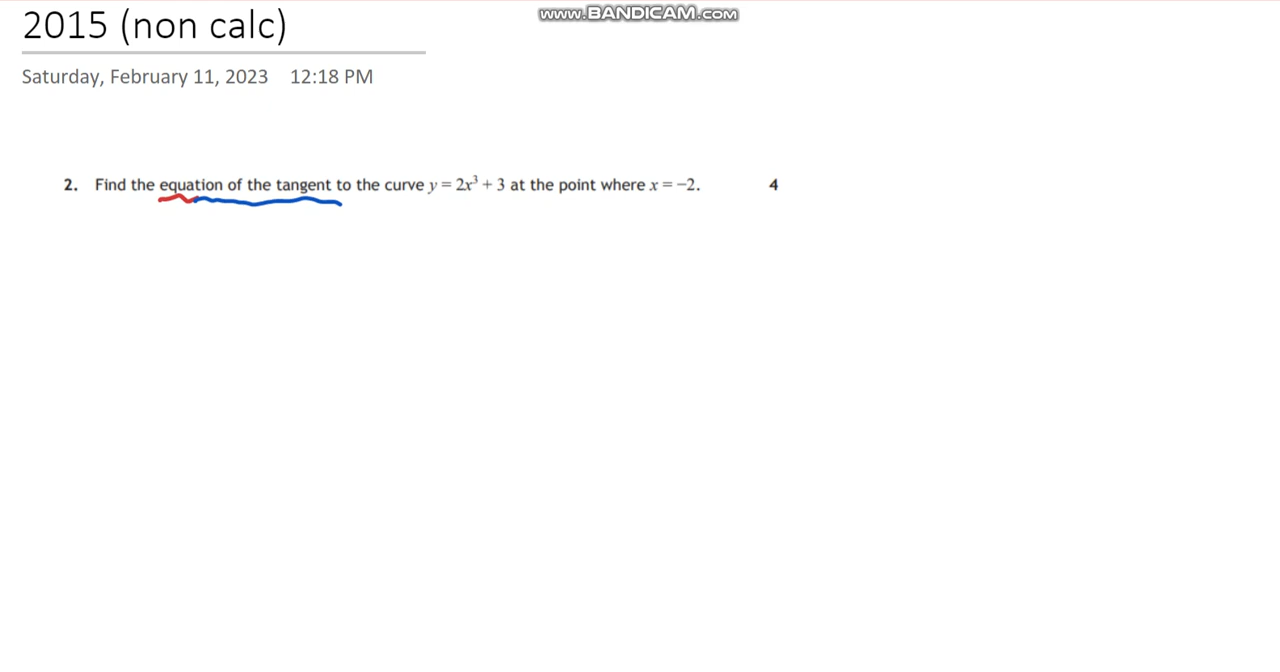 2015 (non calc)
www.BANDICAM.com
Saturday, February 11, 2023 12:18 PM
2. Find the equation of the tangent to the curve y = 2x³ + 3 at the point where x = −2. 4